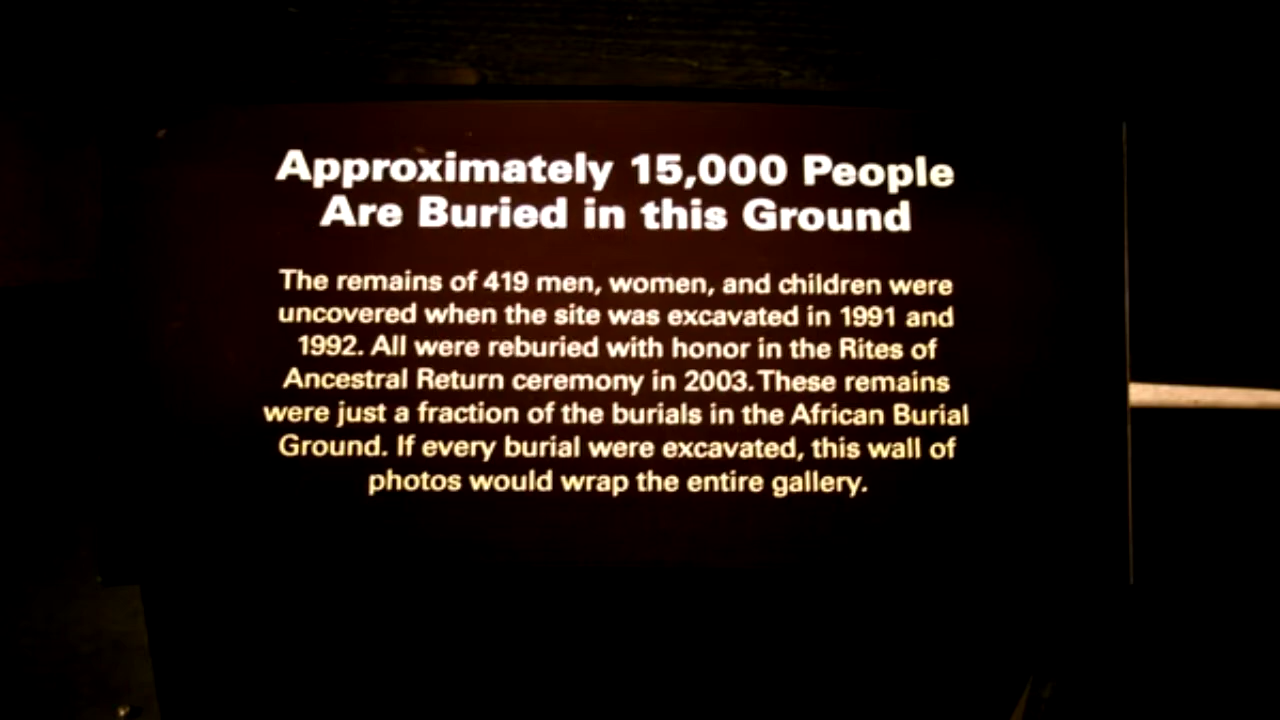 Approximately 15,000 People
Are Buried in this Ground
The remains of 419 men, women, and children were
uncovered when the site was excavated in 1991 and
1992. All were reburied with honor in the Rites of
Ancestral Return ceremony in 2003. These remains
were just a fraction of the burials in the African Burial
Ground. If every burial were excavated, this wall of
photos would wrap the entire gallery.